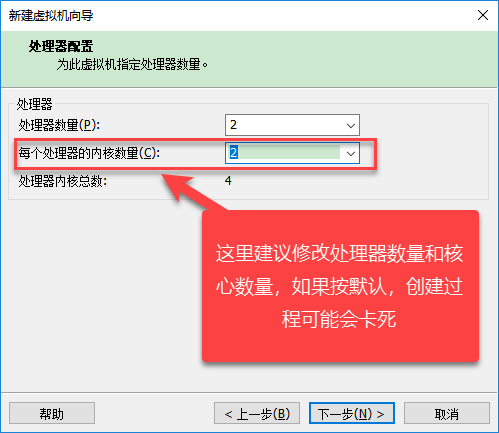 新建虚拟机向导
处理器配置
为此虚拟机指定处理器数量。
处理器
处理器数量(P): 2
每个处理器的内核数量(C): 2
处理器内核总数: 4
这里建议修改处理器数量和核
心数量，如果按默认，创建过
程可能会卡死
帮助 < 上一步(B) 下一步(N) > 取消